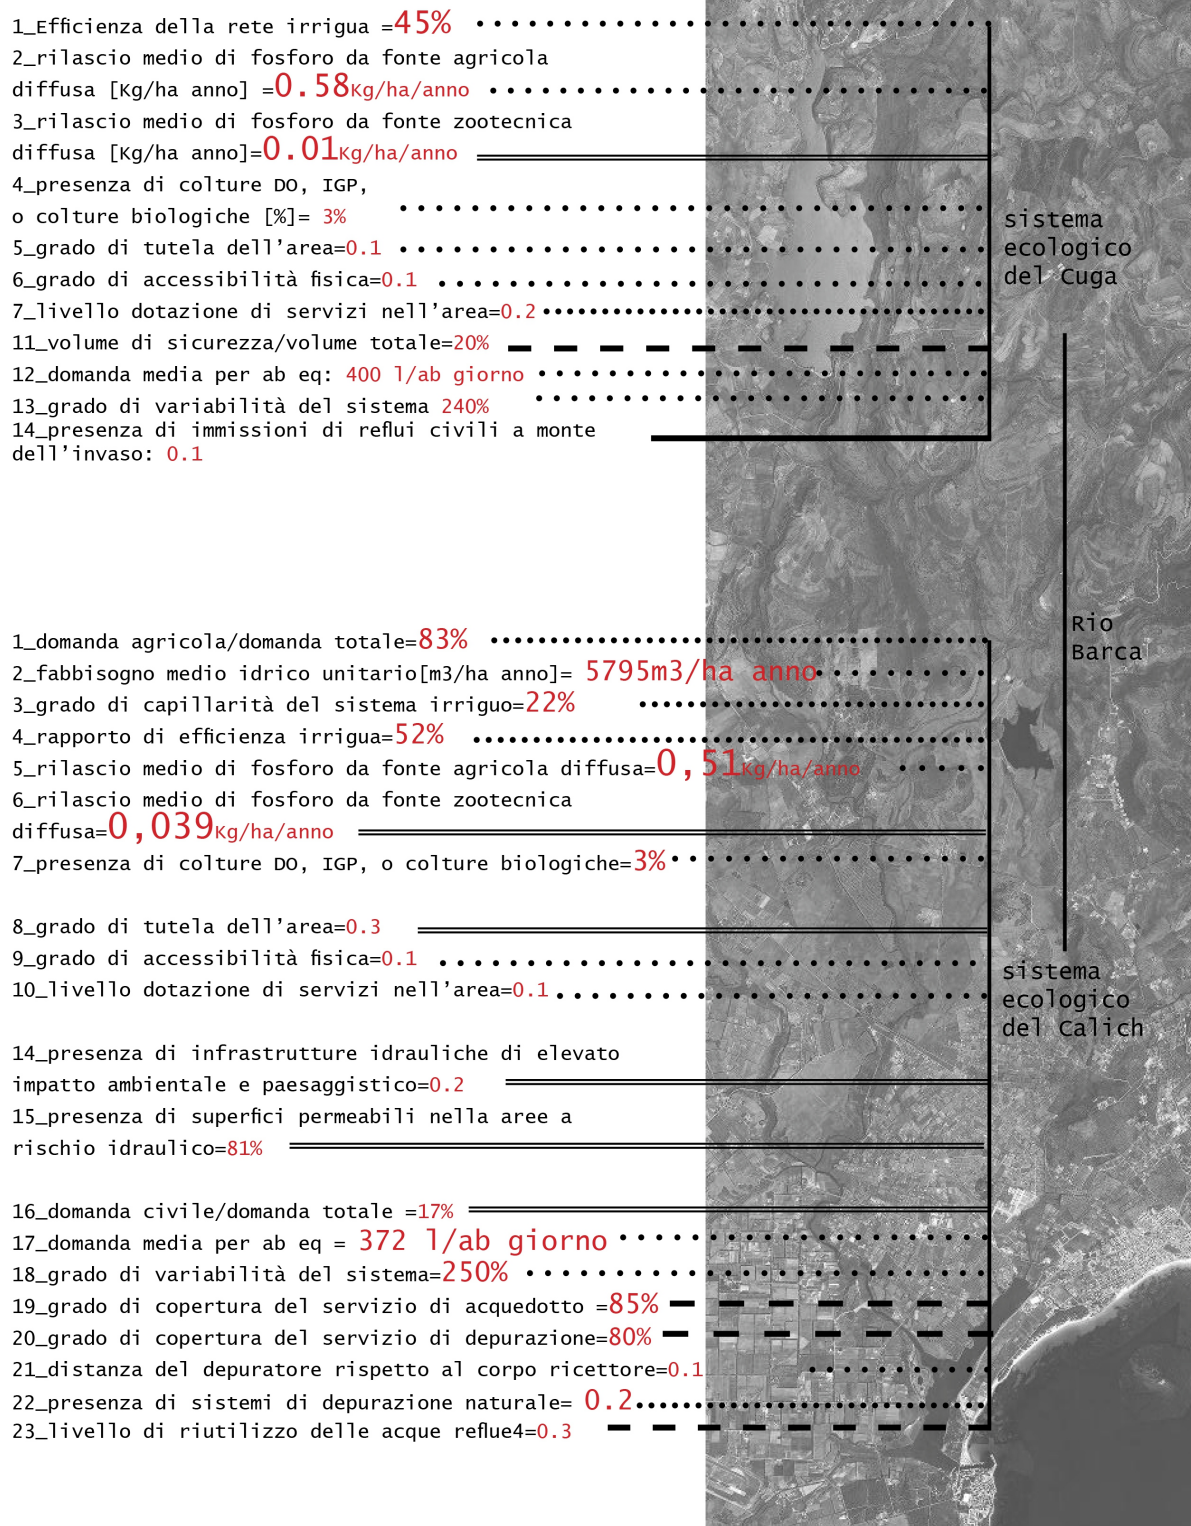 1_Efficienza della rete irrigua =45%
2_rilascio medio di fosforo da fonte agricola
diffusa [Kg/ha anno] =0.58Kg/ha/anno
3_rilascio medio di fosforo da fonte zootecnica
diffusa [Kg/ha anno]=0.01Kg/ha/anno
4_presenza di colture DO, IGP,
o colture biologiche [%]= 3%
5_grado di tutela dell'area=0.1
6_grado di accessibilità fisica=0.1
7_livello dotazione di servizi nell'area=0.2
11_volume di sicurezza/volume totale=20%
12_domanda media per ab eq: 400 l/ab giorno
13_grado di variabilità del sistema 240%
14_presenza di immissioni di reflui civili a monte
dell'invaso: 0.1
sistema
ecologico
del Cuga
Rio
Barca
1_domanda agricola/domanda totale=83%
2_fabbisogno medio idrico unitario[m3/ha anno]= 5795m3/ha anno
3_grado di capillarità del sistema irriguo=22%
4_rapporto di efficienza irrigua=52%
5_rilascio medio di fosforo da fonte agricola diffusa=0,51Kg/ha/anno
6_rilascio medio di fosforo da fonte zootecnica
diffusa=0,039Kg/ha/anno
7_presenza di colture DO, IGP, o colture biologiche=3%
8_grado di tutela dell'area=0.3
9_grado di accessibilità fisica=0.1
10_livello dotazione di servizi nell'area=0.1
sistema
ecologico
del Calich
14_presenza di infrastrutture idrauliche di elevato
impatto ambientale e paesaggistico=0.2
15_presenza di superfici permeabili nella aree a
rischio idraulico=81%
16_domanda civile/domanda totale =17%
17_domanda media per ab eq = 372 l/ab giorno
18_grado di variabilità del sistema=250%
19_grado di copertura del servizio di acquedotto =85%
20_grado di copertura del servizio di depurazione=80%
21_distanza del depuratore rispetto al corpo ricettore=0.1
22_presenza di sistemi di depurazione naturale= 0.2
23_livello di riutilizzo delle acque reflue4=0.3